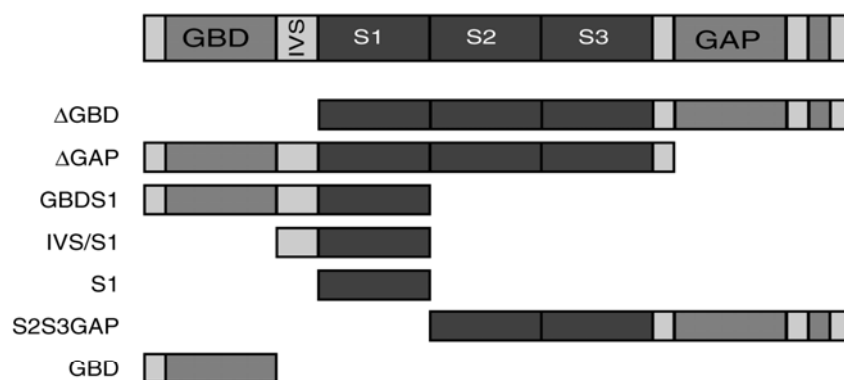 GBD IVS S1 S2 S3 GAP
ΔGBD
ΔGAP
GBDS1
IVS/S1
S1
S2S3GAP
GBD